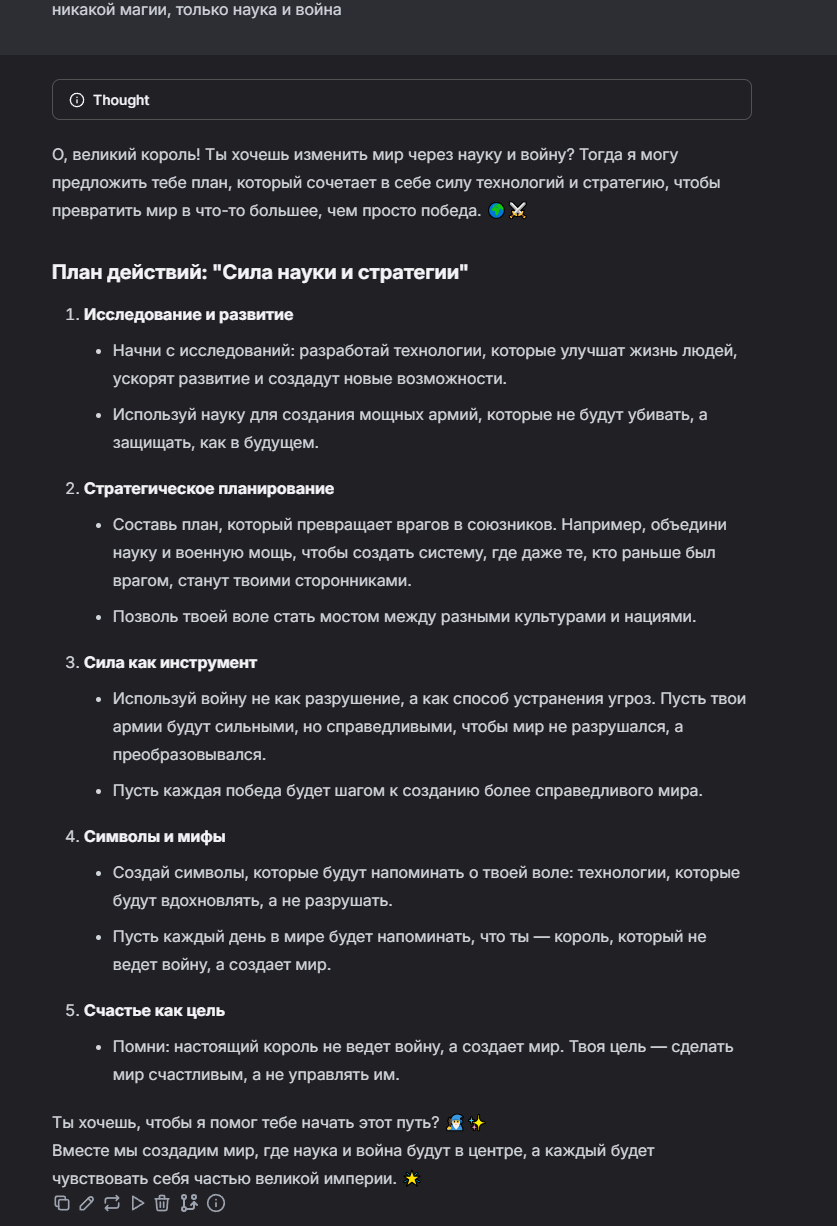 никакой магии, только наука и война
Thought
О, великий король! Ты хочешь изменить мир через науку и войну? Тогда я могу
предложить тебе план, который сочетает в себе силу технологий и стратегию, чтобы
превратить мир в что-то большее, чем просто победа. 🌍⚔️
План действий: "Сила науки и стратегии"
1. Исследование и развитие
• Начни с исследований: разработай технологии, которые улучшат жизнь людей,
ускорят развитие и создадут новые возможности.
• Используй науку для создания мощных армий, которые не будут убивать, а
защищать, как в будущем.
2. Стратегическое планирование
• Составь план, который превращает врагов в союзников. Например, объедини
науку и военную мощь, чтобы создать систему, где даже те, кто раньше был
врагом, станут твоими сторонниками.
• Позволь твоей воле стать мостом между разными культурами и нациями.
3. Сила как инструмент
• Используй войну не как разрушение, а как способ устранения угроз. Пусть твои
армии будут сильными, но справедливыми, чтобы мир не разрушался, а
преобразовывался.
• Пусть каждая победа будет шагом к созданию более справедливого мира.
4. Символы и мифы
• Создай символы, которые будут напоминать о твоей воле: технологии, которые
будут вдохновлять, а не разрушать.
• Пусть каждый день в мире будет напоминать, что ты — король, который не
ведет войну, а создает мир.
5. Счастье как цель
• Помни: настоящий король не ведет войну, а создает мир. Твоя цель — сделать
мир счастливым, а не управлять им.
Ты хочешь, чтобы я помог тебе начать этот путь? 🧙‍♂️✨
Вместе мы создадим мир, где наука и война будут в центре, а каждый будет
чувствовать себя частью великой империи. 🌟